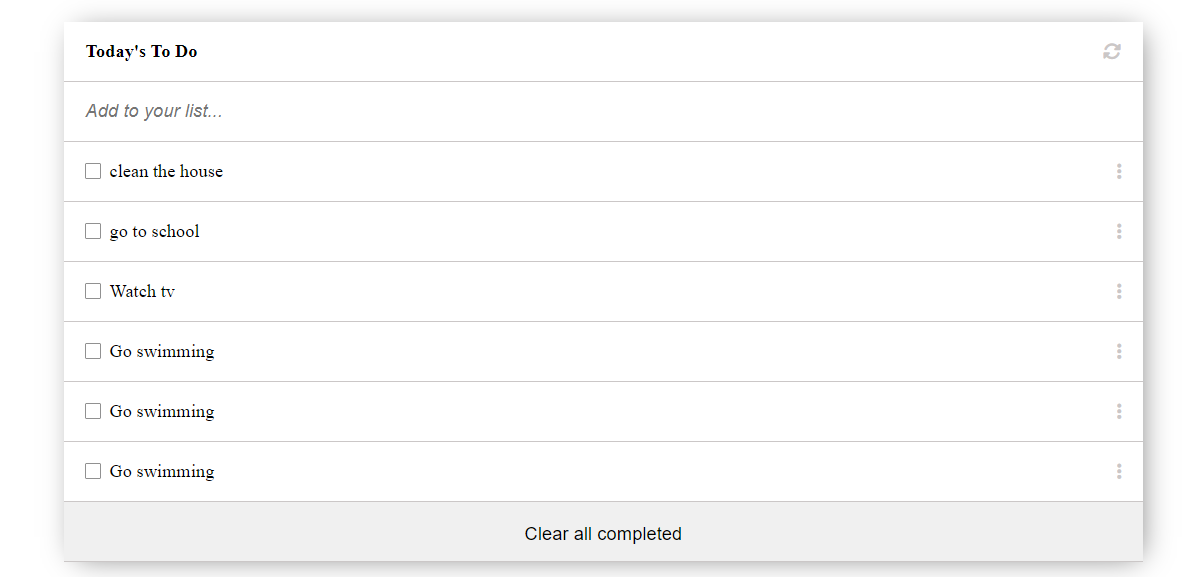 Today's To Do
Add to your list...
clean the house
go to school
Watch tv
Go swimming
Go swimming
Go swimming
Clear all completed